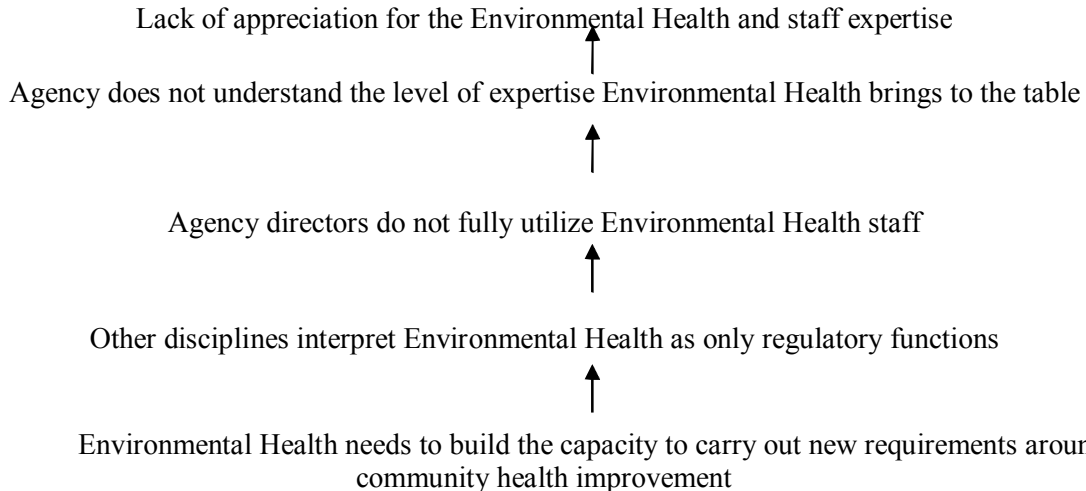 Lack of appreciation for the Environmental Health and staff expertise
Agency does not understand the level of expertise Environmental Health brings to the table
Agency directors do not fully utilize Environmental Health staff
Other disciplines interpret Environmental Health as only regulatory functions
Environmental Health needs to build the capacity to carry out new requirements
community health improvement